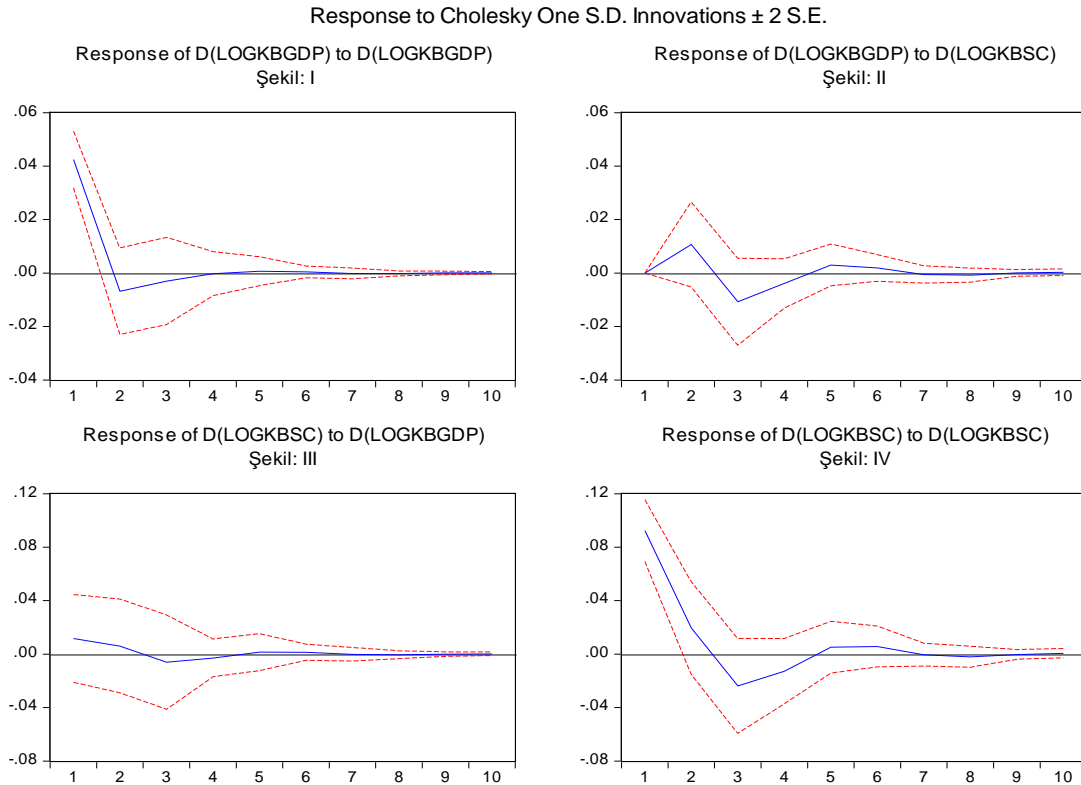 Response to Cholesky One S.D. Innovations ± 2 S.E.
Response of D(LOGKBGDP) to D(LOGKBGDP)
Şekil: I
.06
.04
.02
.00
-.02
-.04
1 2 3 4 5 6 7 8 9 10
Response of D(LOGKBGDP) to D(LOGKBSC)
Şekil: II
.06
.04
.02
.00
-.02
-.04
1 2 3 4 5 6 7 8 9 10
Response of D(LOGKBSC) to D(LOGKBGDP)
Şekil: III
.12
.08
.04
.00
-.04
-.08
1 2 3 4 5 6 7 8 9 10
Response of D(LOGKBSC) to D(LOGKBSC)
Şekil: IV
.12
.08
.04
.00
-.04
-.08
1 2 3 4 5 6 7 8 9 10